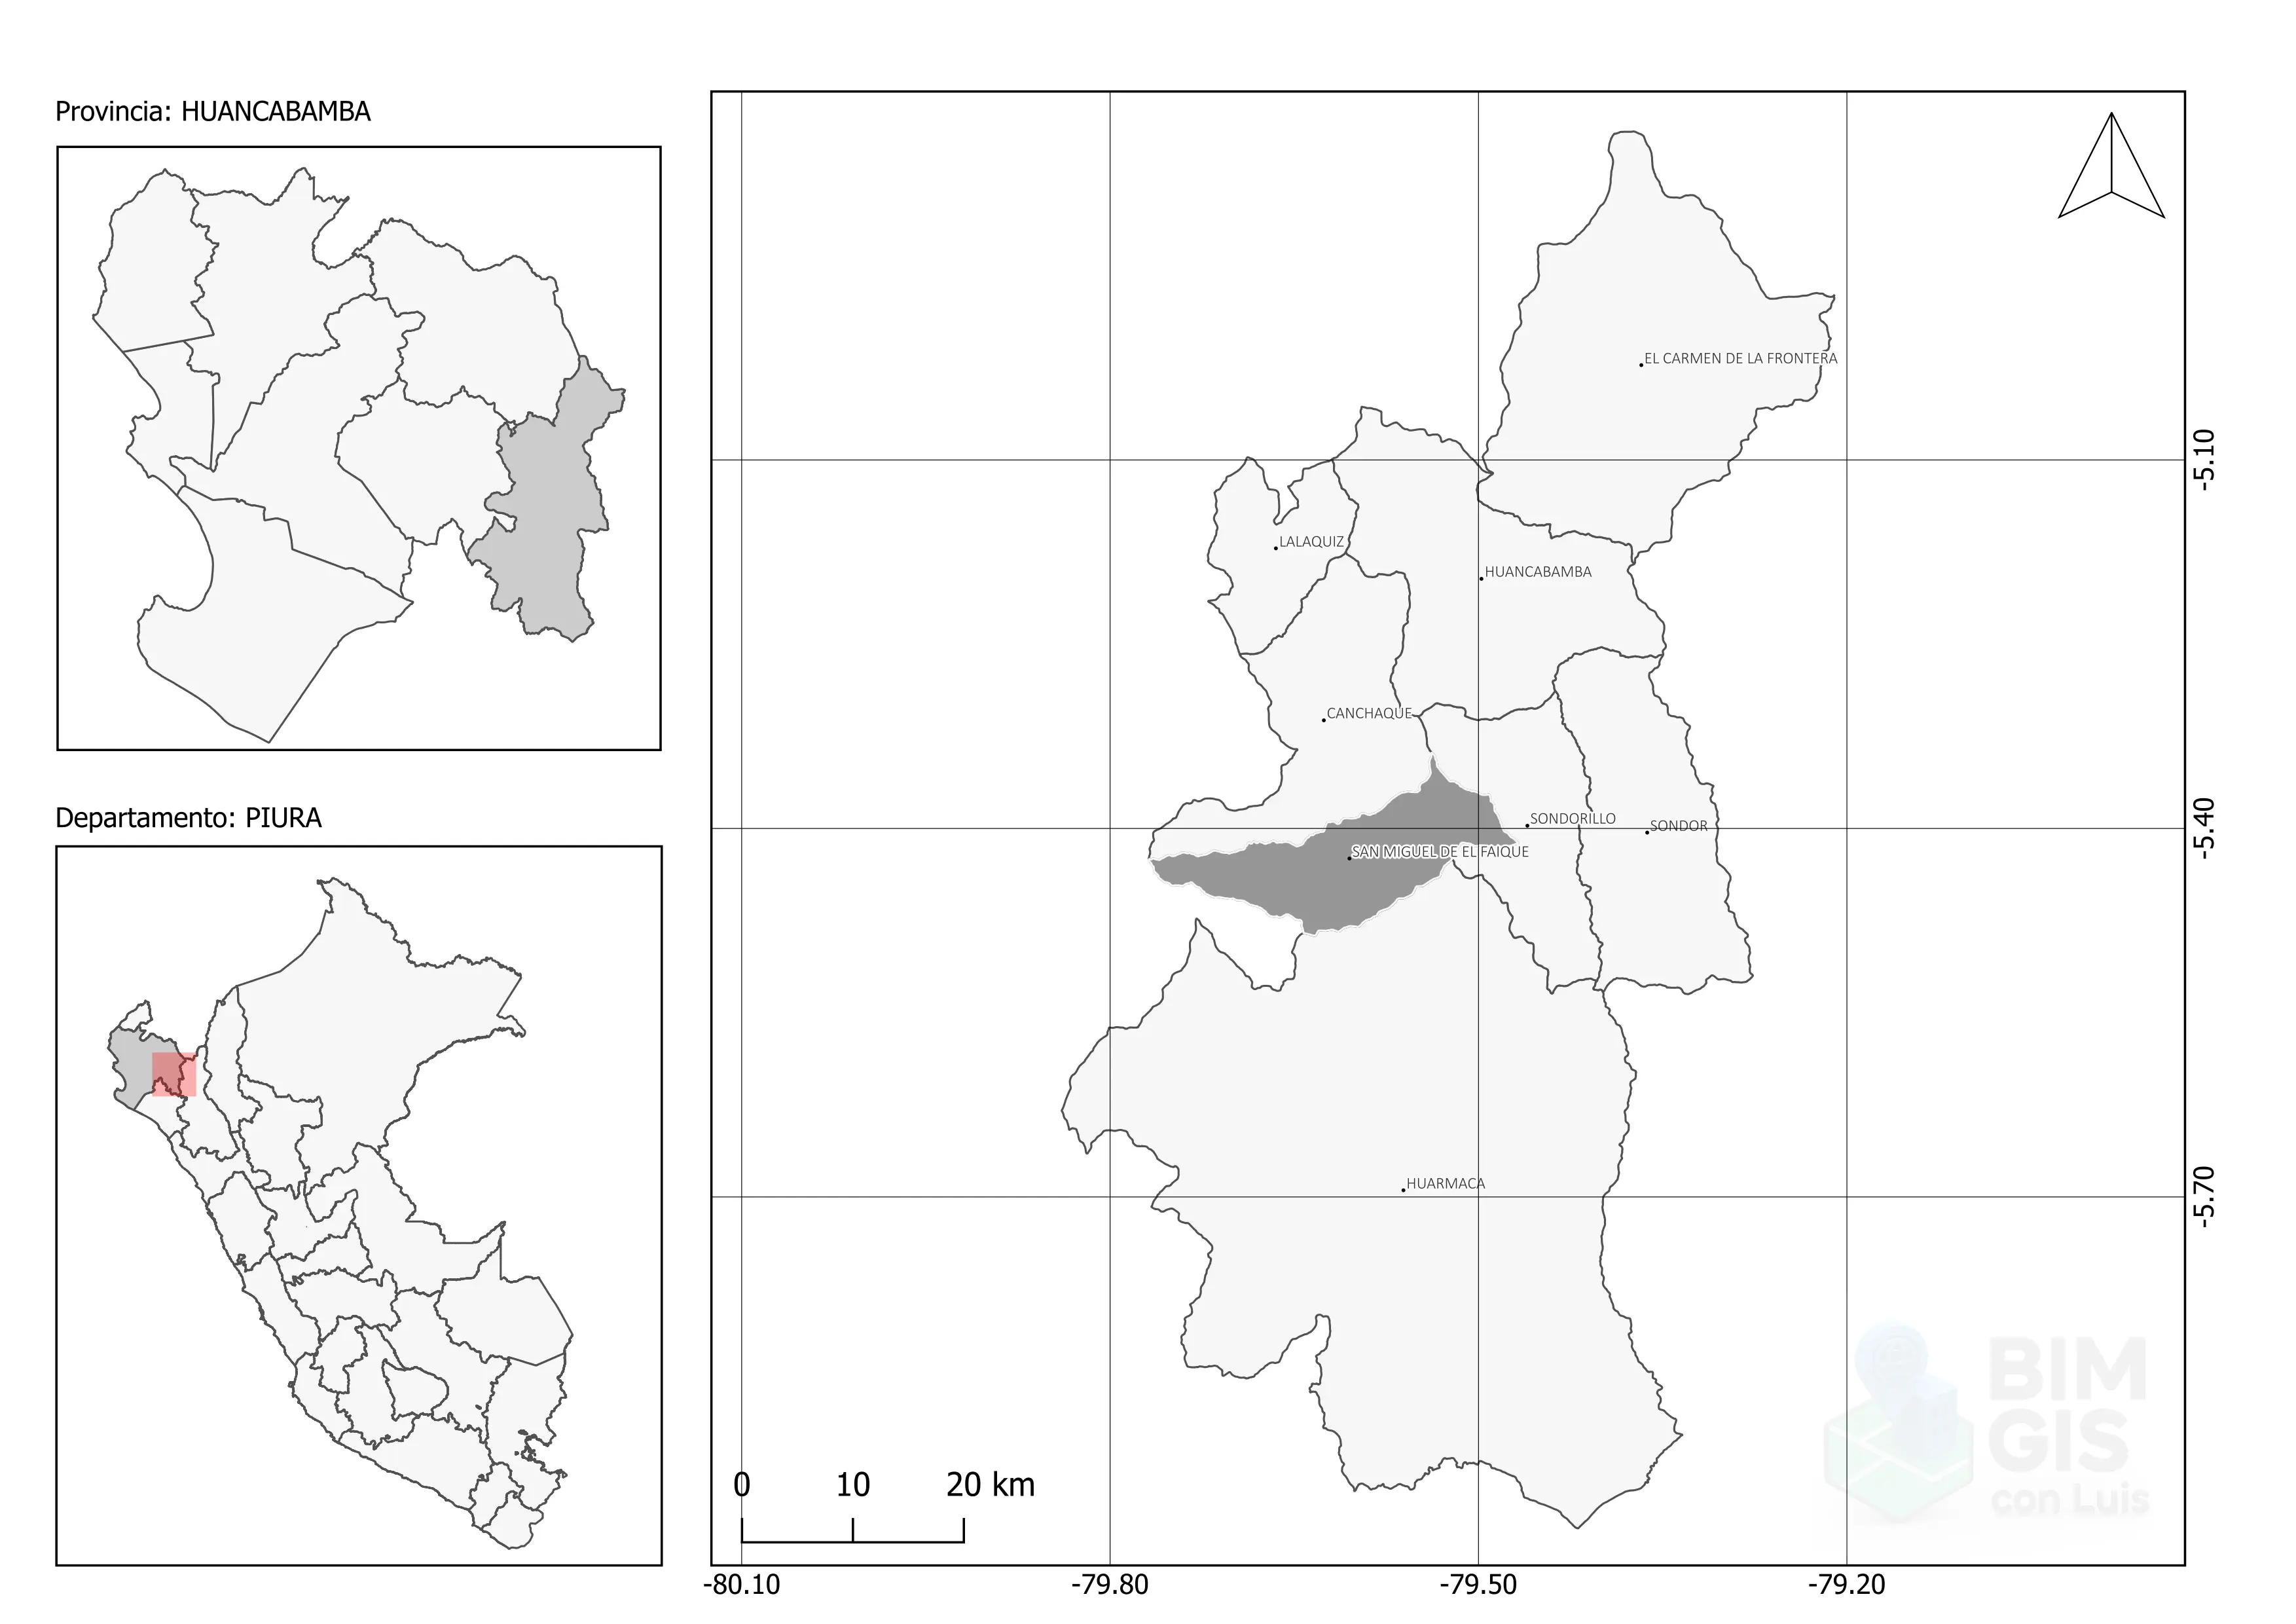 Provincia: HUANCABAMBA
Departamento: PIURA
EL CARMEN DE LA FRONTERA
LALAQUIZ
HUANCABAMBA
CANCHAQUE
SONDORILLO
SONDOR
SAN MIGUEL DE EL FAIQUE
HUARMACA
-5.10
-5.40
-5.70
0 10 20 km
-80.10 -79.80 -79.50 -79.20
BIM
GIS
con Luis